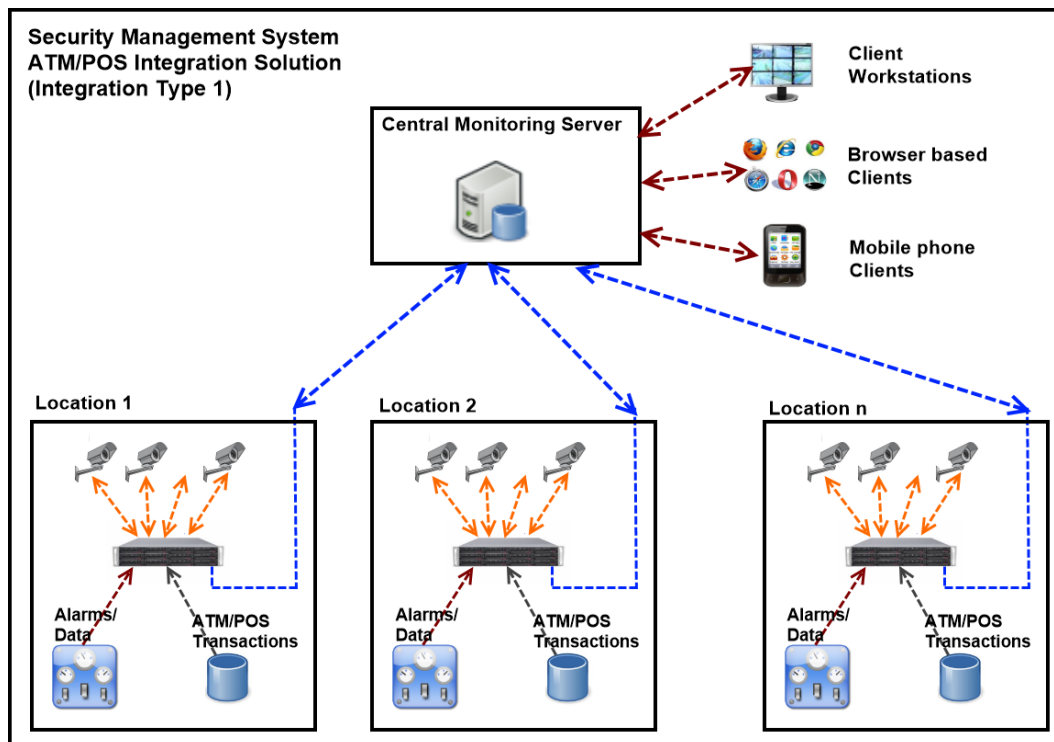 Security Management System
ATM/POS Integration Solution
(Integration Type 1)
Client
Workstations
Central Monitoring Server
Browser based
Clients
Mobile phone
Clients
Location 1
Location 2
Location n
Alarms/
Data
ATM/POS
Transactions
Alarms/
Data
ATM/POS
Transactions
Alarms/
Data
ATM/POS
Transactions